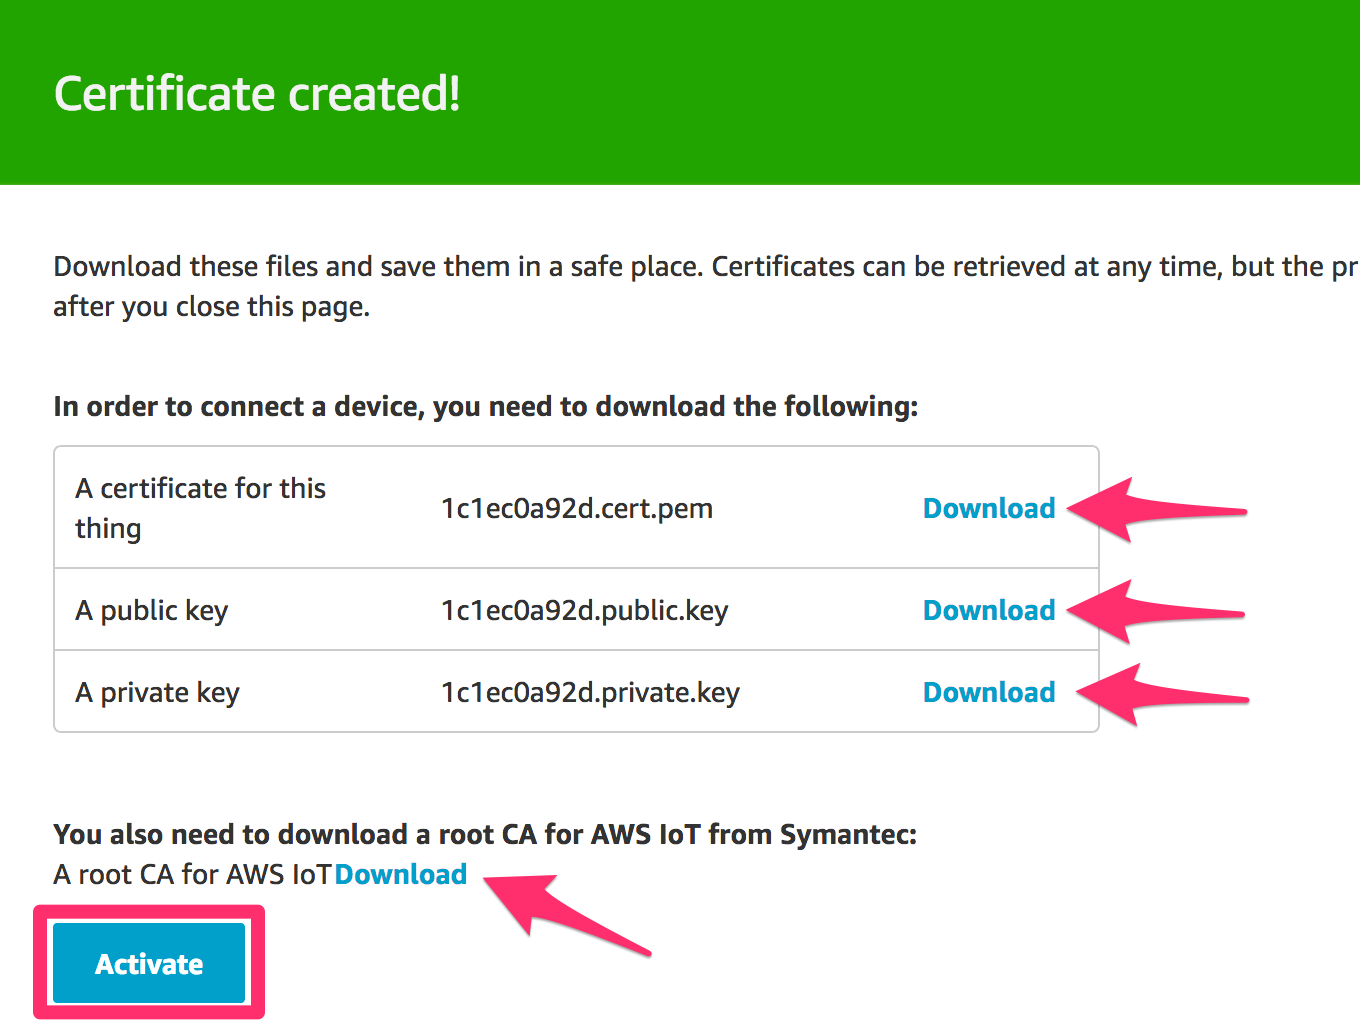 Certificate created!
Download these files and save them in a safe place. Certificates can be retrieved at any time, but the pr
after you close this page.
In order to connect a device, you need to download the following:
A certificate for this
thing
1c1ec0a92d.cert.pem
Download
A public key
1c1ec0a92d.public.key
Download
A private key
1c1ec0a92d.private.key
Download
You also need to download a root CA for AWS IoT from Symantec:
A root CA for AWS IoTDownload
Activate